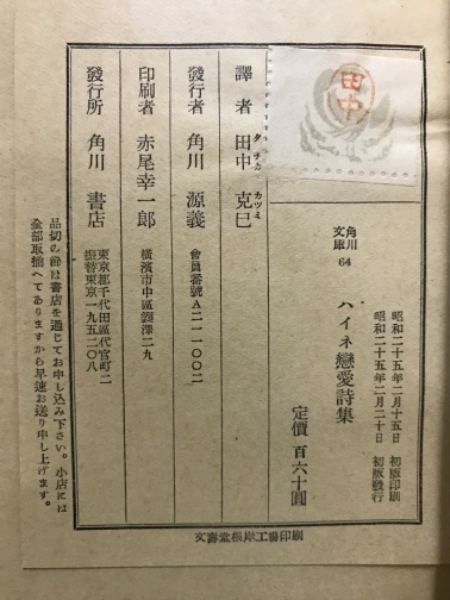 田中
昭和二十五年二月十五日 初版印刷
昭和二十五年二月二十日 初版發行
角川文庫 64
ハイネ戀愛詩集
定價 百六十圓
譯者 田中克巳
タナカ カツミ
發行者 角川源義
會員番號A二一一〇〇二
印刷者 赤尾幸一郎
橫濱市中區
二九
發行所 角川書店
東京都千代田區代官町二
振替東京一九五二〇八
品切の節は書店を通じてお申し込み下さい。小店には
全部取揃へてありますから早速お送り申し上げます。
文壽堂根岸工場印刷